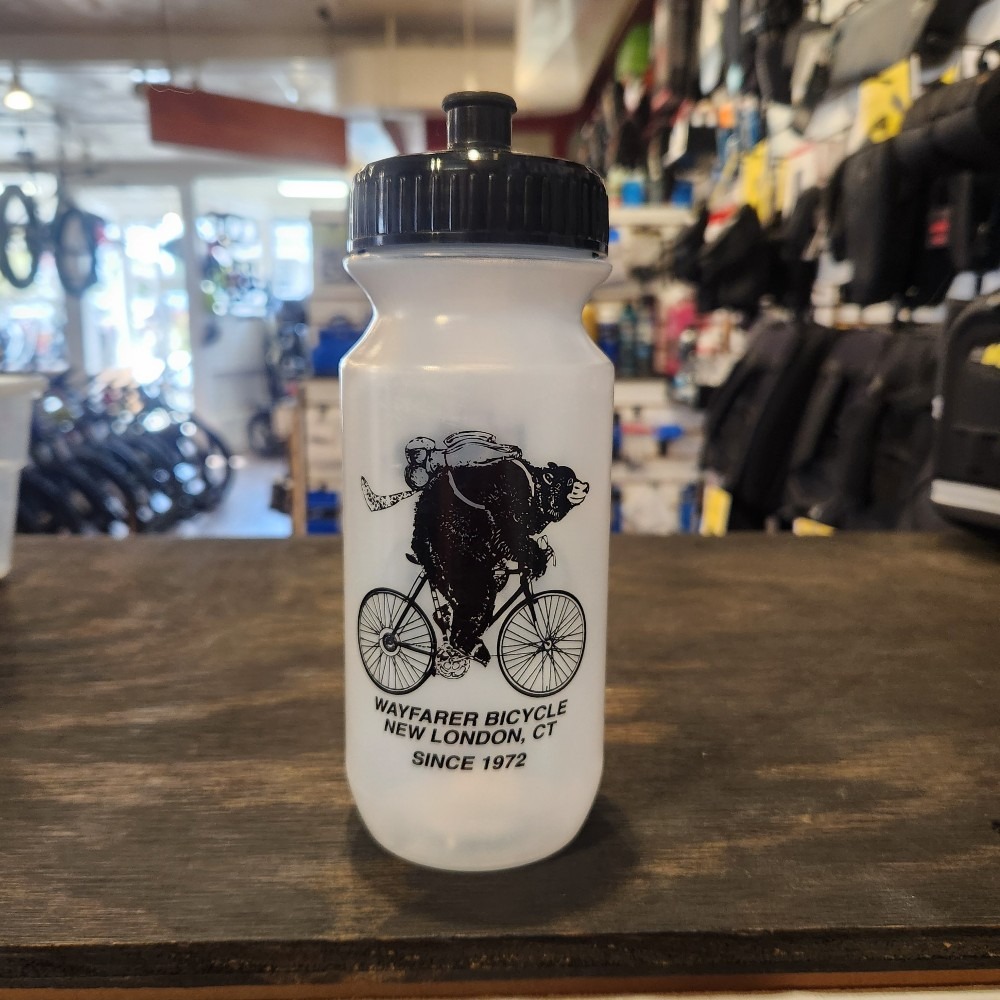 WAYFARER BICYCLE
NEW LONDON, CT
SINCE 1972